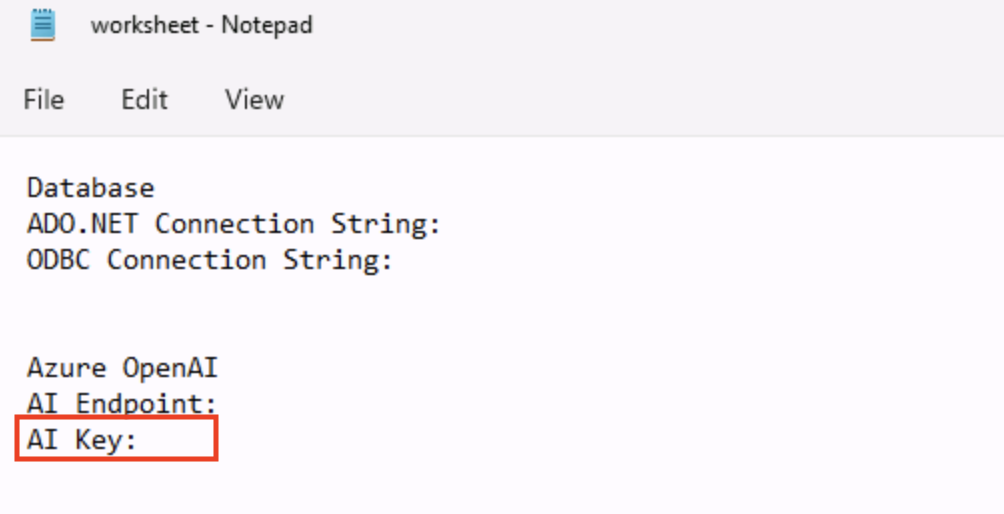 worksheet - Notepad
File Edit View
Database
ADO.NET Connection String:
ODBC Connection String:
Azure OpenAI
AI Endpoint:
AI Key: